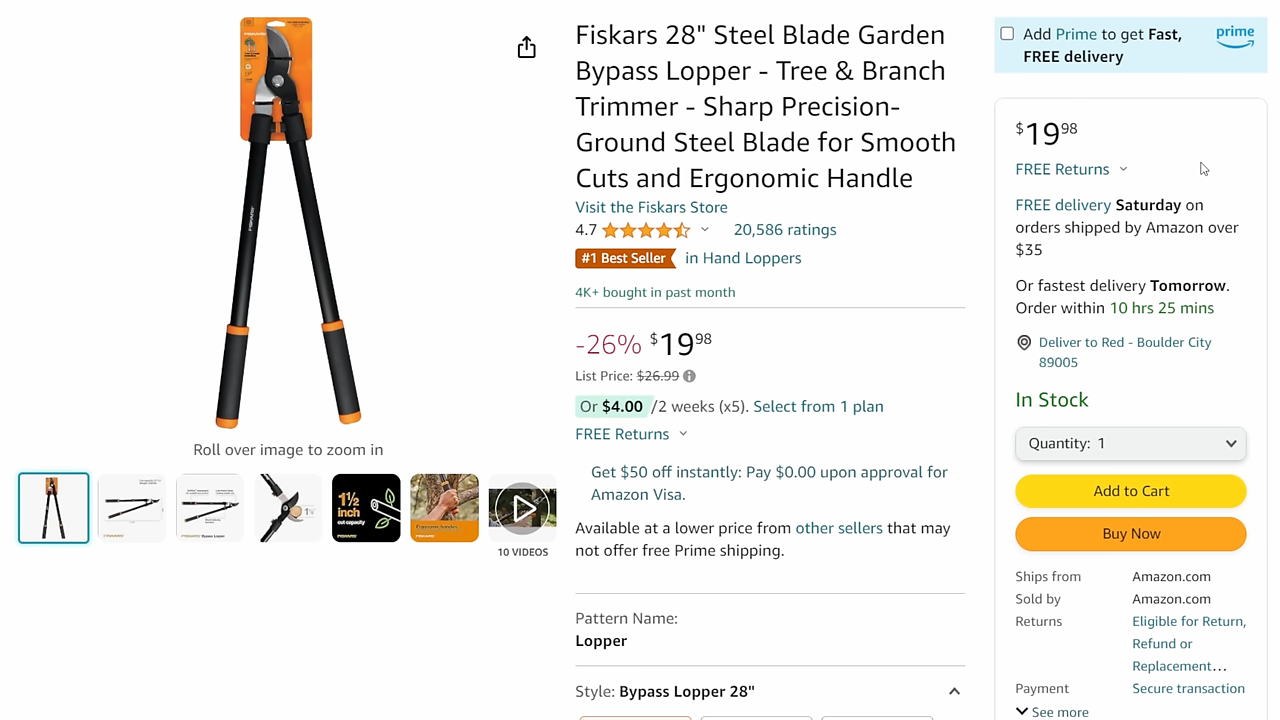 Fiskars 28" Steel Blade Garden
Bypass Lopper - Tree & Branch
Trimmer - Sharp Precision-
Ground Steel Blade for Smooth
Cuts and Ergonomic Handle
Visit the Fiskars Store
4.7
20,586 ratings
#1 Best Seller in Hand Loppers
4K+ bought in past month
-26% $19 98
List Price: $26.99
Or $4.00 /2 weeks (x5). Select from 1 plan
FREE Returns
Get $50 off instantly: Pay $0.00 upon approval for
Amazon Visa.
Available at a lower price from other sellers that may
not offer free Prime shipping.
Pattern Name:
Lopper
Style: Bypass Lopper 28"
FISKARS
Roll over image to zoom in
Bypass Lopper
1½
inch
cut capacity
FISKARS
Ergonomic handles
FISKARS
10 VIDEOS
Add Prime to get Fast,
FREE delivery
prime
$19 98
FREE Returns
FREE delivery Saturday on
orders shipped by Amazon over
$35
Or fastest delivery Tomorrow.
Order within 10 hrs 25 mins
Deliver to Red - Boulder City
89005
In Stock
Quantity: 1
Add to Cart
Buy Now
Ships from Amazon.com
Sold by Amazon.com
Returns Eligible for Return,
Refund or
Replacement...
Payment Secure transaction
See more